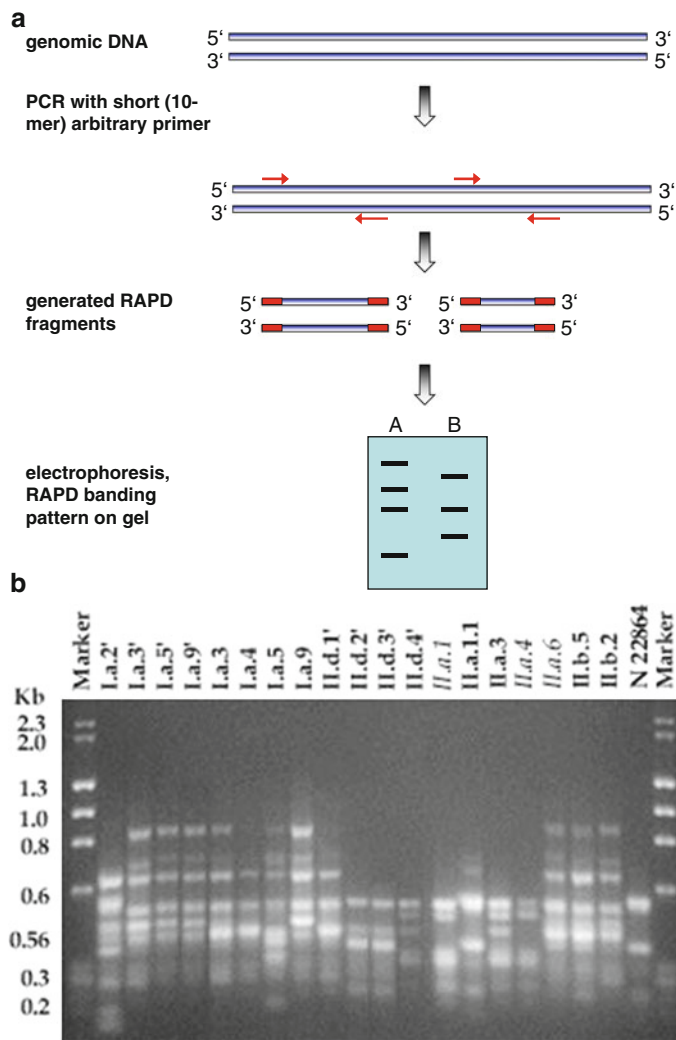 a
genomic DNA
5‘ 3‘
3‘ 5‘
PCR with short (10-
mer) arbitrary primer
5‘ 3‘
3‘ 5‘
generated RAPD
fragments
5‘ 3‘ 5‘ 3‘
3‘ 5‘ 3‘ 5‘
A B
electrophoresis,
RAPD banding
pattern on gel
b
Kb Marker I.a.2' I.a.3' I.a.5' I.a.9' I.a.3 I.a.4 I.a.5 I.a.9 II.d.1' II.d.2' II.d.3' II.d.4' II.a.1 II.a.1.1 II.a.3 II.a.4 II.a.6 II.b.5 II.b.2 N 22864 Marker
2.3
2.0
1.3
1.0
0.8
0.6
0.56
0.3
0.2